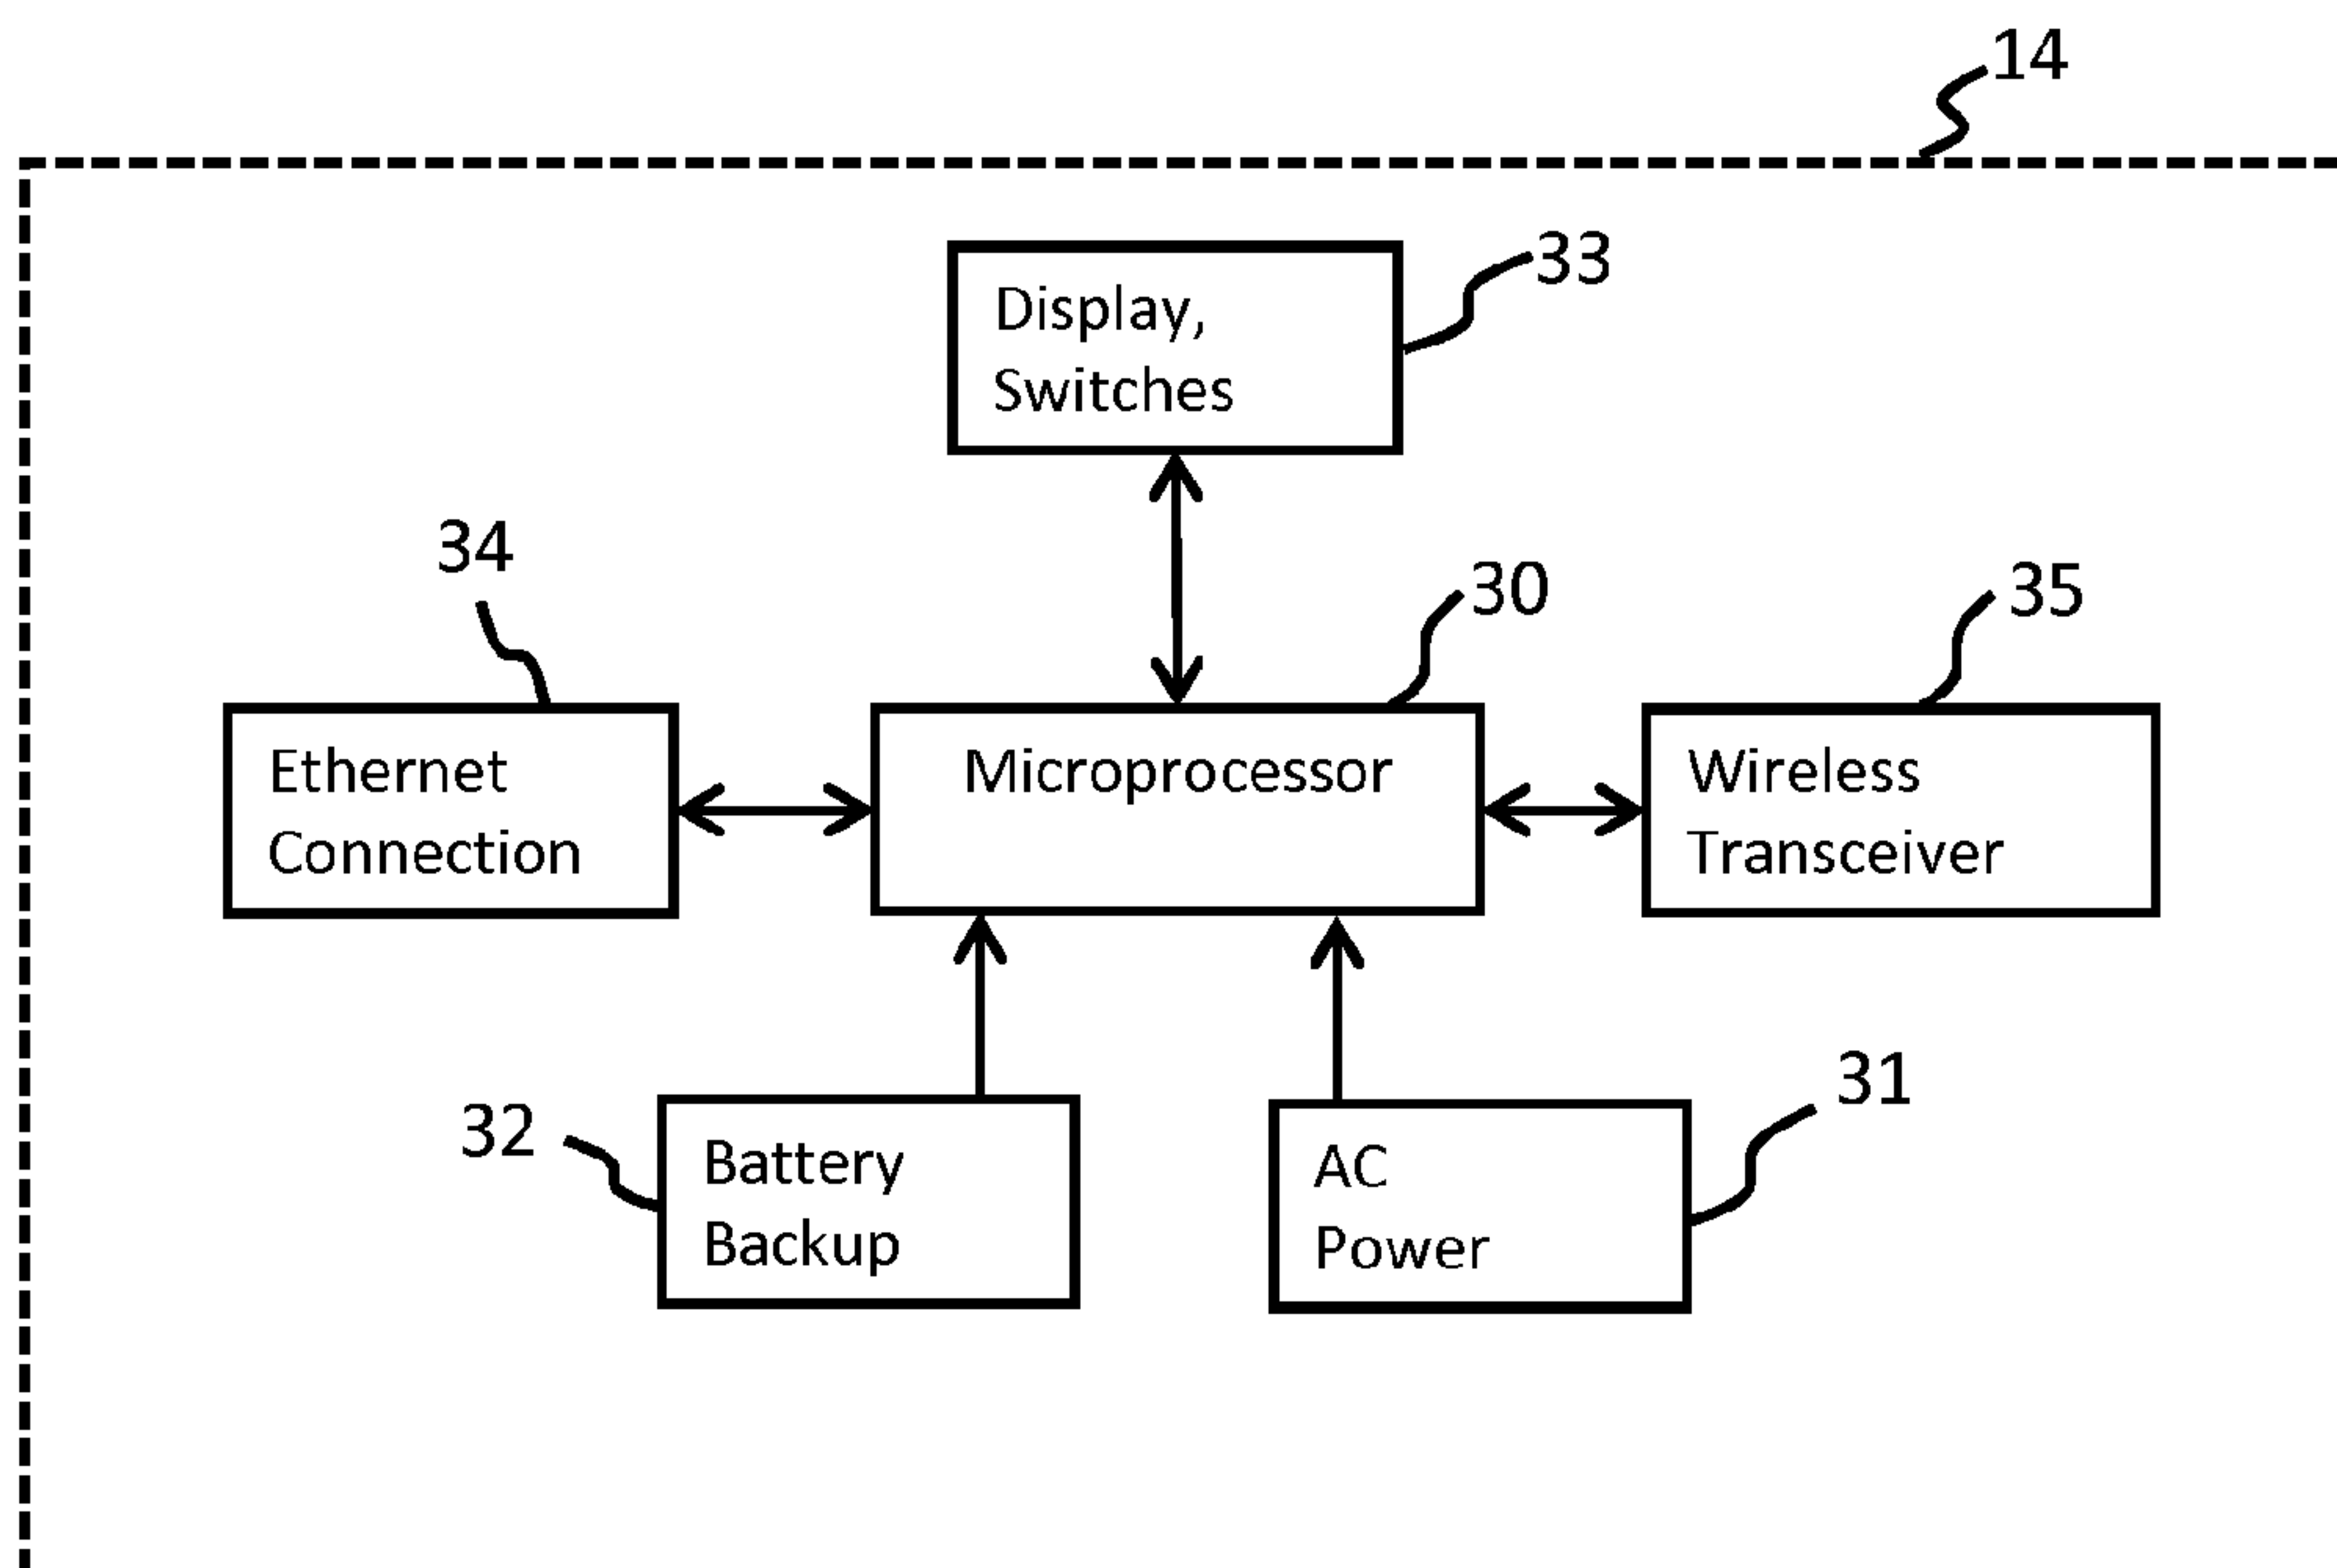 14
33
Display,
Switches
34
30
35
Ethernet
Connection
Microprocessor
Wireless
Transceiver
32
Battery
Backup
31
AC
Power